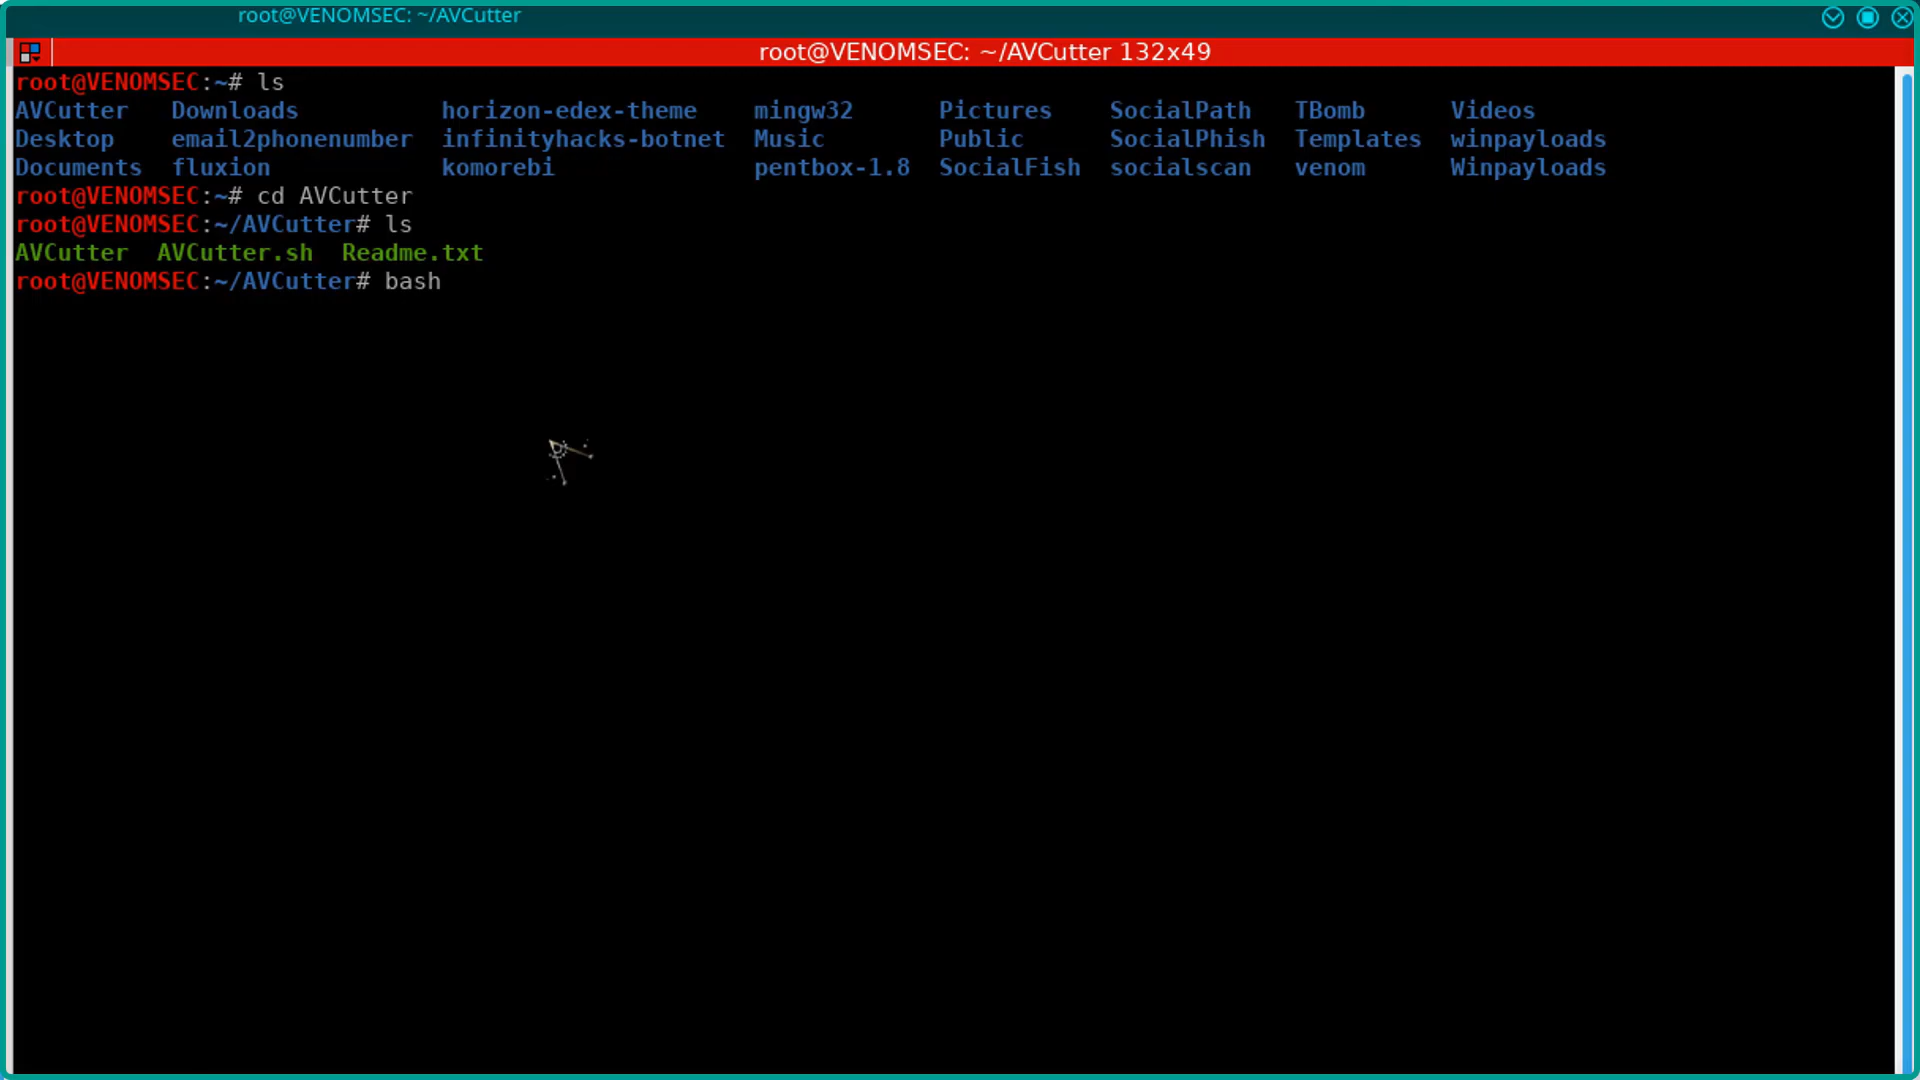 root@VENOMSEC: ~/AVCutter
root@VENOMSEC: ~/AVCutter 132x49
root@VENOMSEC:~# ls
AVCutter Downloads horizon-edex-theme mingw32 Pictures SocialPath TBomb Videos
Desktop email2phonenumber infinityhacks-botnet Music Public SocialPhish Templates winpayloads
Documents fluxion komorebi pentbox-1.8 SocialFish socialscan venom Winpayloads
root@VENOMSEC:~# cd AVCutter
root@VENOMSEC:~/AVCutter# ls
AVCutter AVCutter.sh Readme.txt
root@VENOMSEC:~/AVCutter# bash